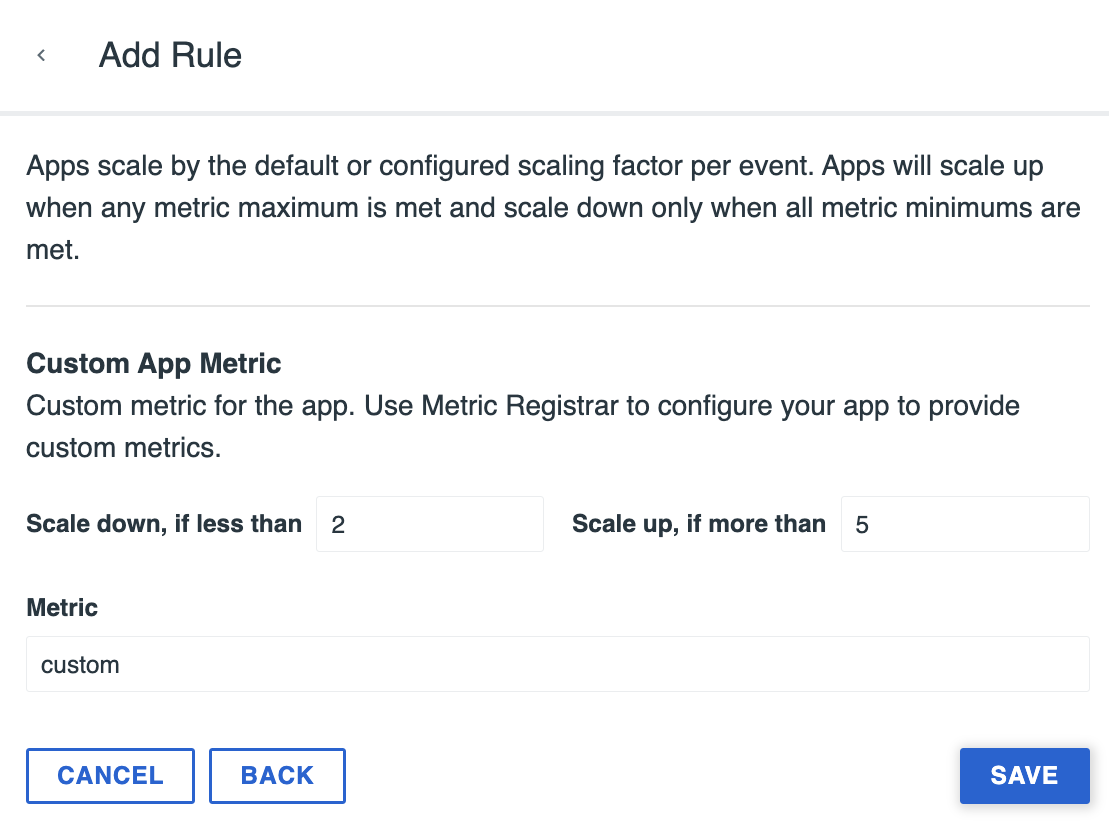 Add Rule
Apps scale by the default or configured scaling factor per event. Apps will scale up
when any metric maximum is met and scale down only when all metric minimums are
met.
Custom App Metric
Custom metric for the app. Use Metric Registrar to configure your app to provide
custom metrics.
Scale down, if less than 2 Scale up, if more than 5
Metric
custom
CANCEL BACK SAVE